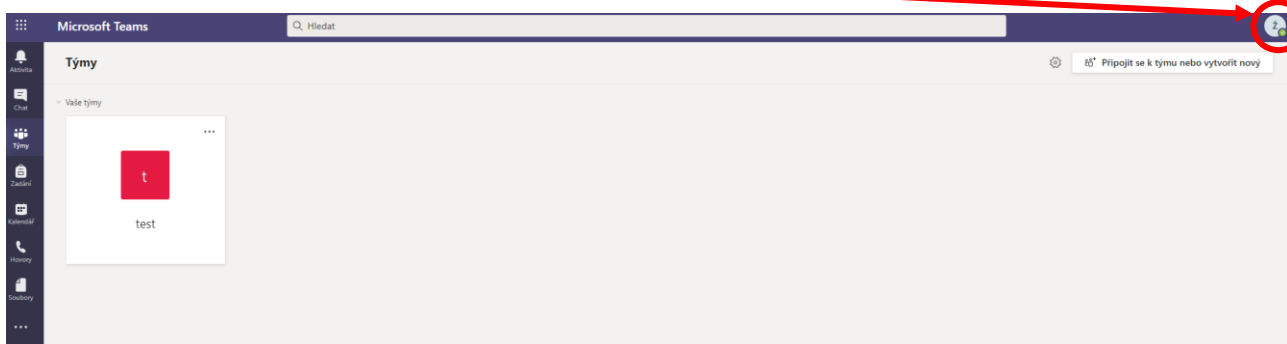 Microsoft Teams
Hledat
ž
Aktivita
Chat
Týmy
Zadání
Kalendář
Hovory
Soubory
Týmy
Připojit se k týmu nebo vytvořit nový
Vaše týmy
t
test